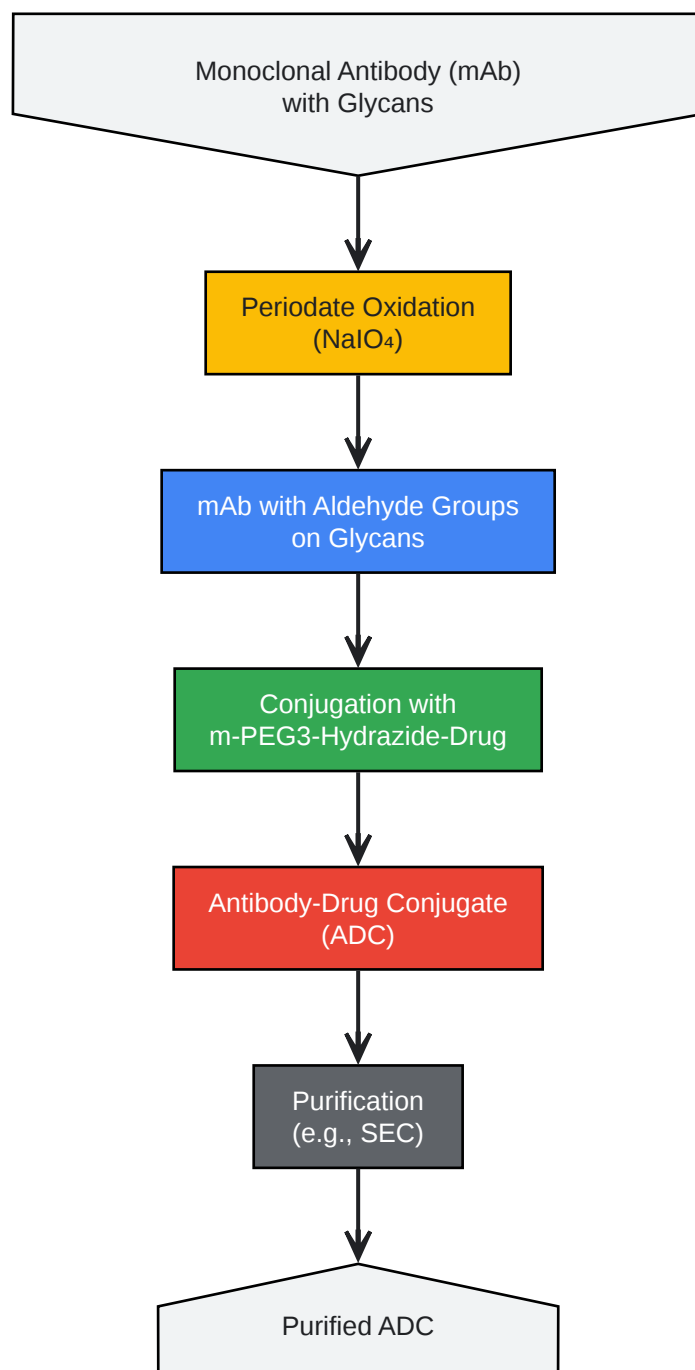 Monoclonal Antibody (mAb)
with Glycans
Periodate Oxidation
(NaIO₄)
mAb with Aldehyde Groups
on Glycans
Conjugation with
m-PEG3-Hydrazide-Drug
Antibody-Drug Conjugate
(ADC)
Purification
(e.g., SEC)
Purified ADC